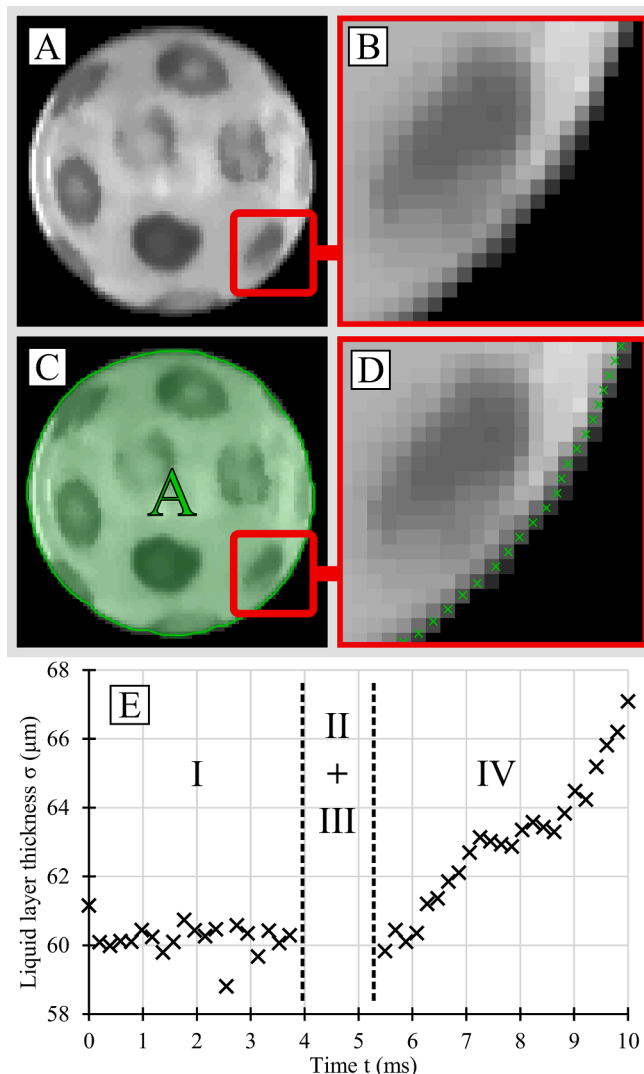 A
B
C
A
D
E
I
II
+
III
IV
Liquid layer thickness σ (μm)
68
66
64
62
60
58
0 1 2 3 4 5 6 7 8 9 10
Time t (ms)